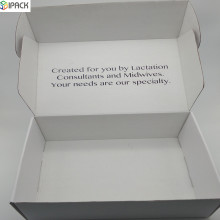 IPACK
Created for you by Lactation
Consultants and Midwives.
Your needs are our specialty.